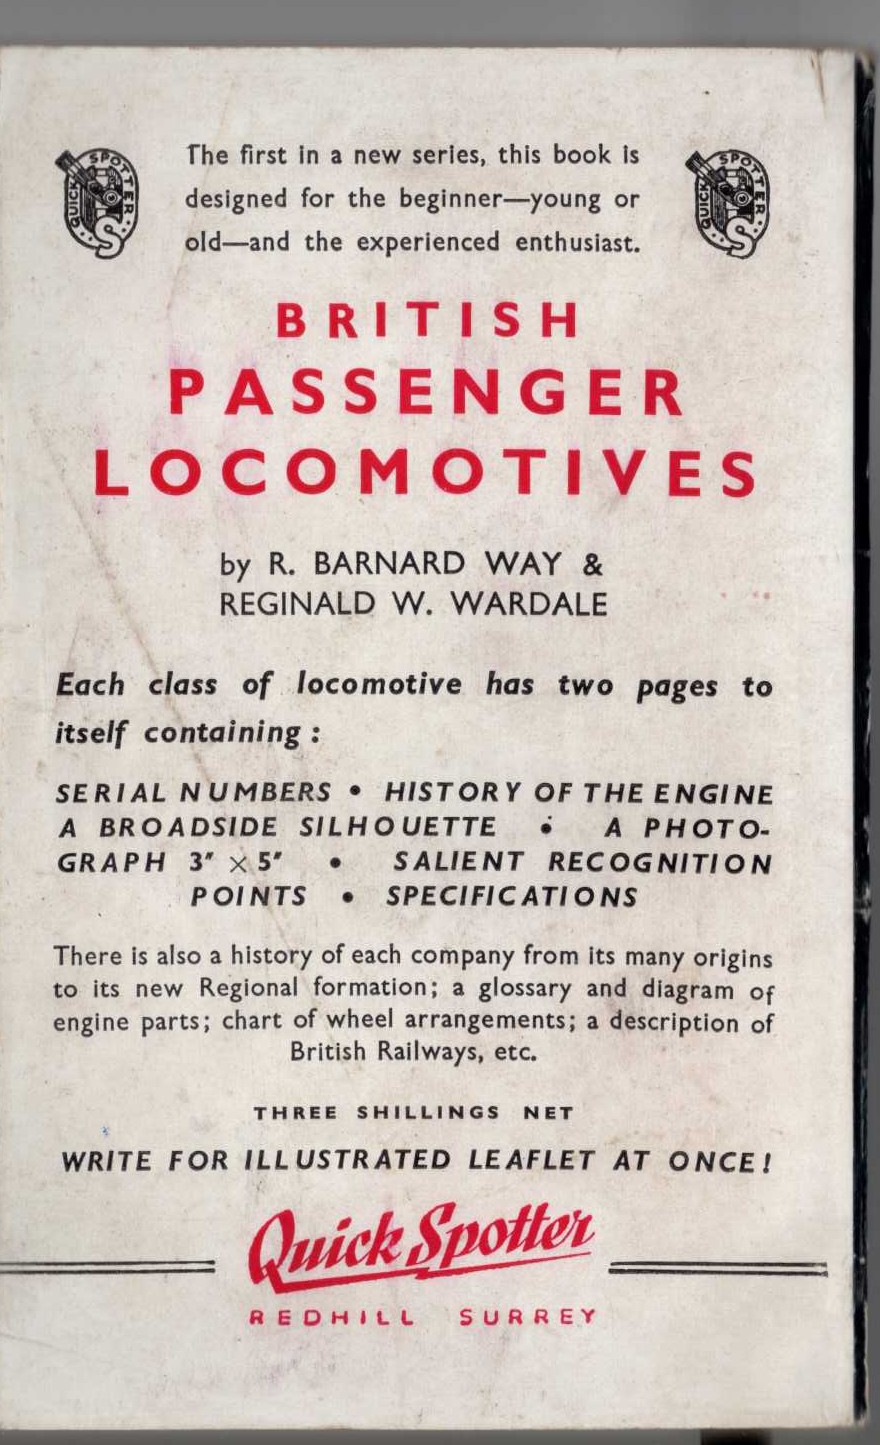 QUICK SPOTTER
The first in a new series, this book is
designed for the beginner—young or
old—and the experienced enthusiast.
QUICK SPOTTER
BRITISH
PASSENGER
LOCOMOTIVES
by R. BARNARD WAY &
REGINALD W. WARDALE
Each class of locomotive has two pages to
itself containing :
SERIAL NUMBERS • HISTORY OF THE ENGINE
A BROADSIDE SILHOUETTE • A PHOTO-
GRAPH 3″ × 5″ • SALIENT RECOGNITION
POINTS • SPECIFICATIONS
There is also a history of each company from its many origins
to its new Regional formation; a glossary and diagram of
engine parts; chart of wheel arrangements; a description of
British Railways, etc.
THREE SHILLINGS NET
WRITE FOR ILLUSTRATED LEAFLET AT ONCE!
Quick Spotter
REDHILL SURREY